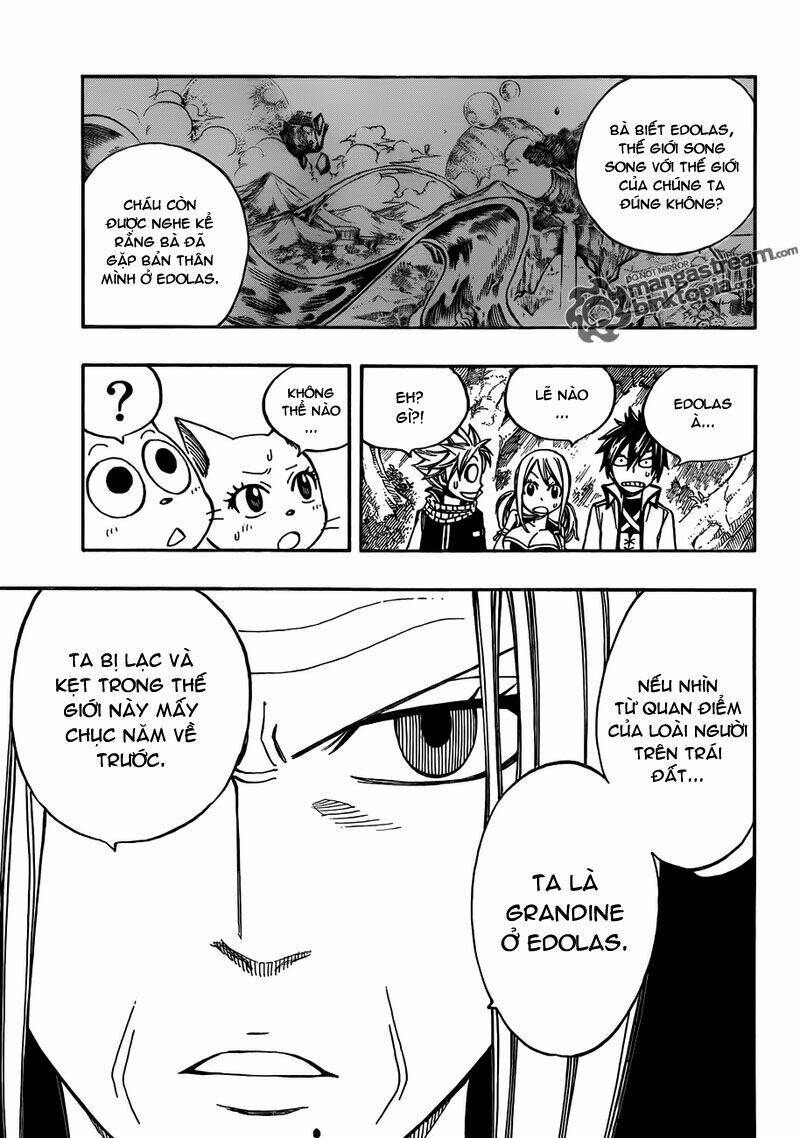 BÀ BIẾT EDOLAS,
THẾ GIỚI SONG
SONG VỚI THẾ GIỚI
CỦA CHÚNG TA
ĐÚNG KHÔNG?
CHÁU CÒN
ĐƯỢC NGHE KỂ
RẰNG BÀ ĐÃ
GẶP BẢN THÂN
MÌNH Ở EDOLAS.
DO NOT MIRROR
mangastream.com
binktopia.org
EDOLAS
À...
LẼ NÀO
...
EH?
GÌ?!
KHÔNG
THỂ NÀO
...
?
NẾU NHÌN
TỪ QUAN ĐIỂM
CỦA LOÀI NGƯỜI
TRÊN TRÁI
ĐẤT...
TA LÀ
GRANDINE
Ở EDOLAS.
TA BỊ LẠC VÀ
KẸT TRONG THẾ
GIỚI NÀY MẤY
CHỤC NĂM VỀ
TRƯỚC.